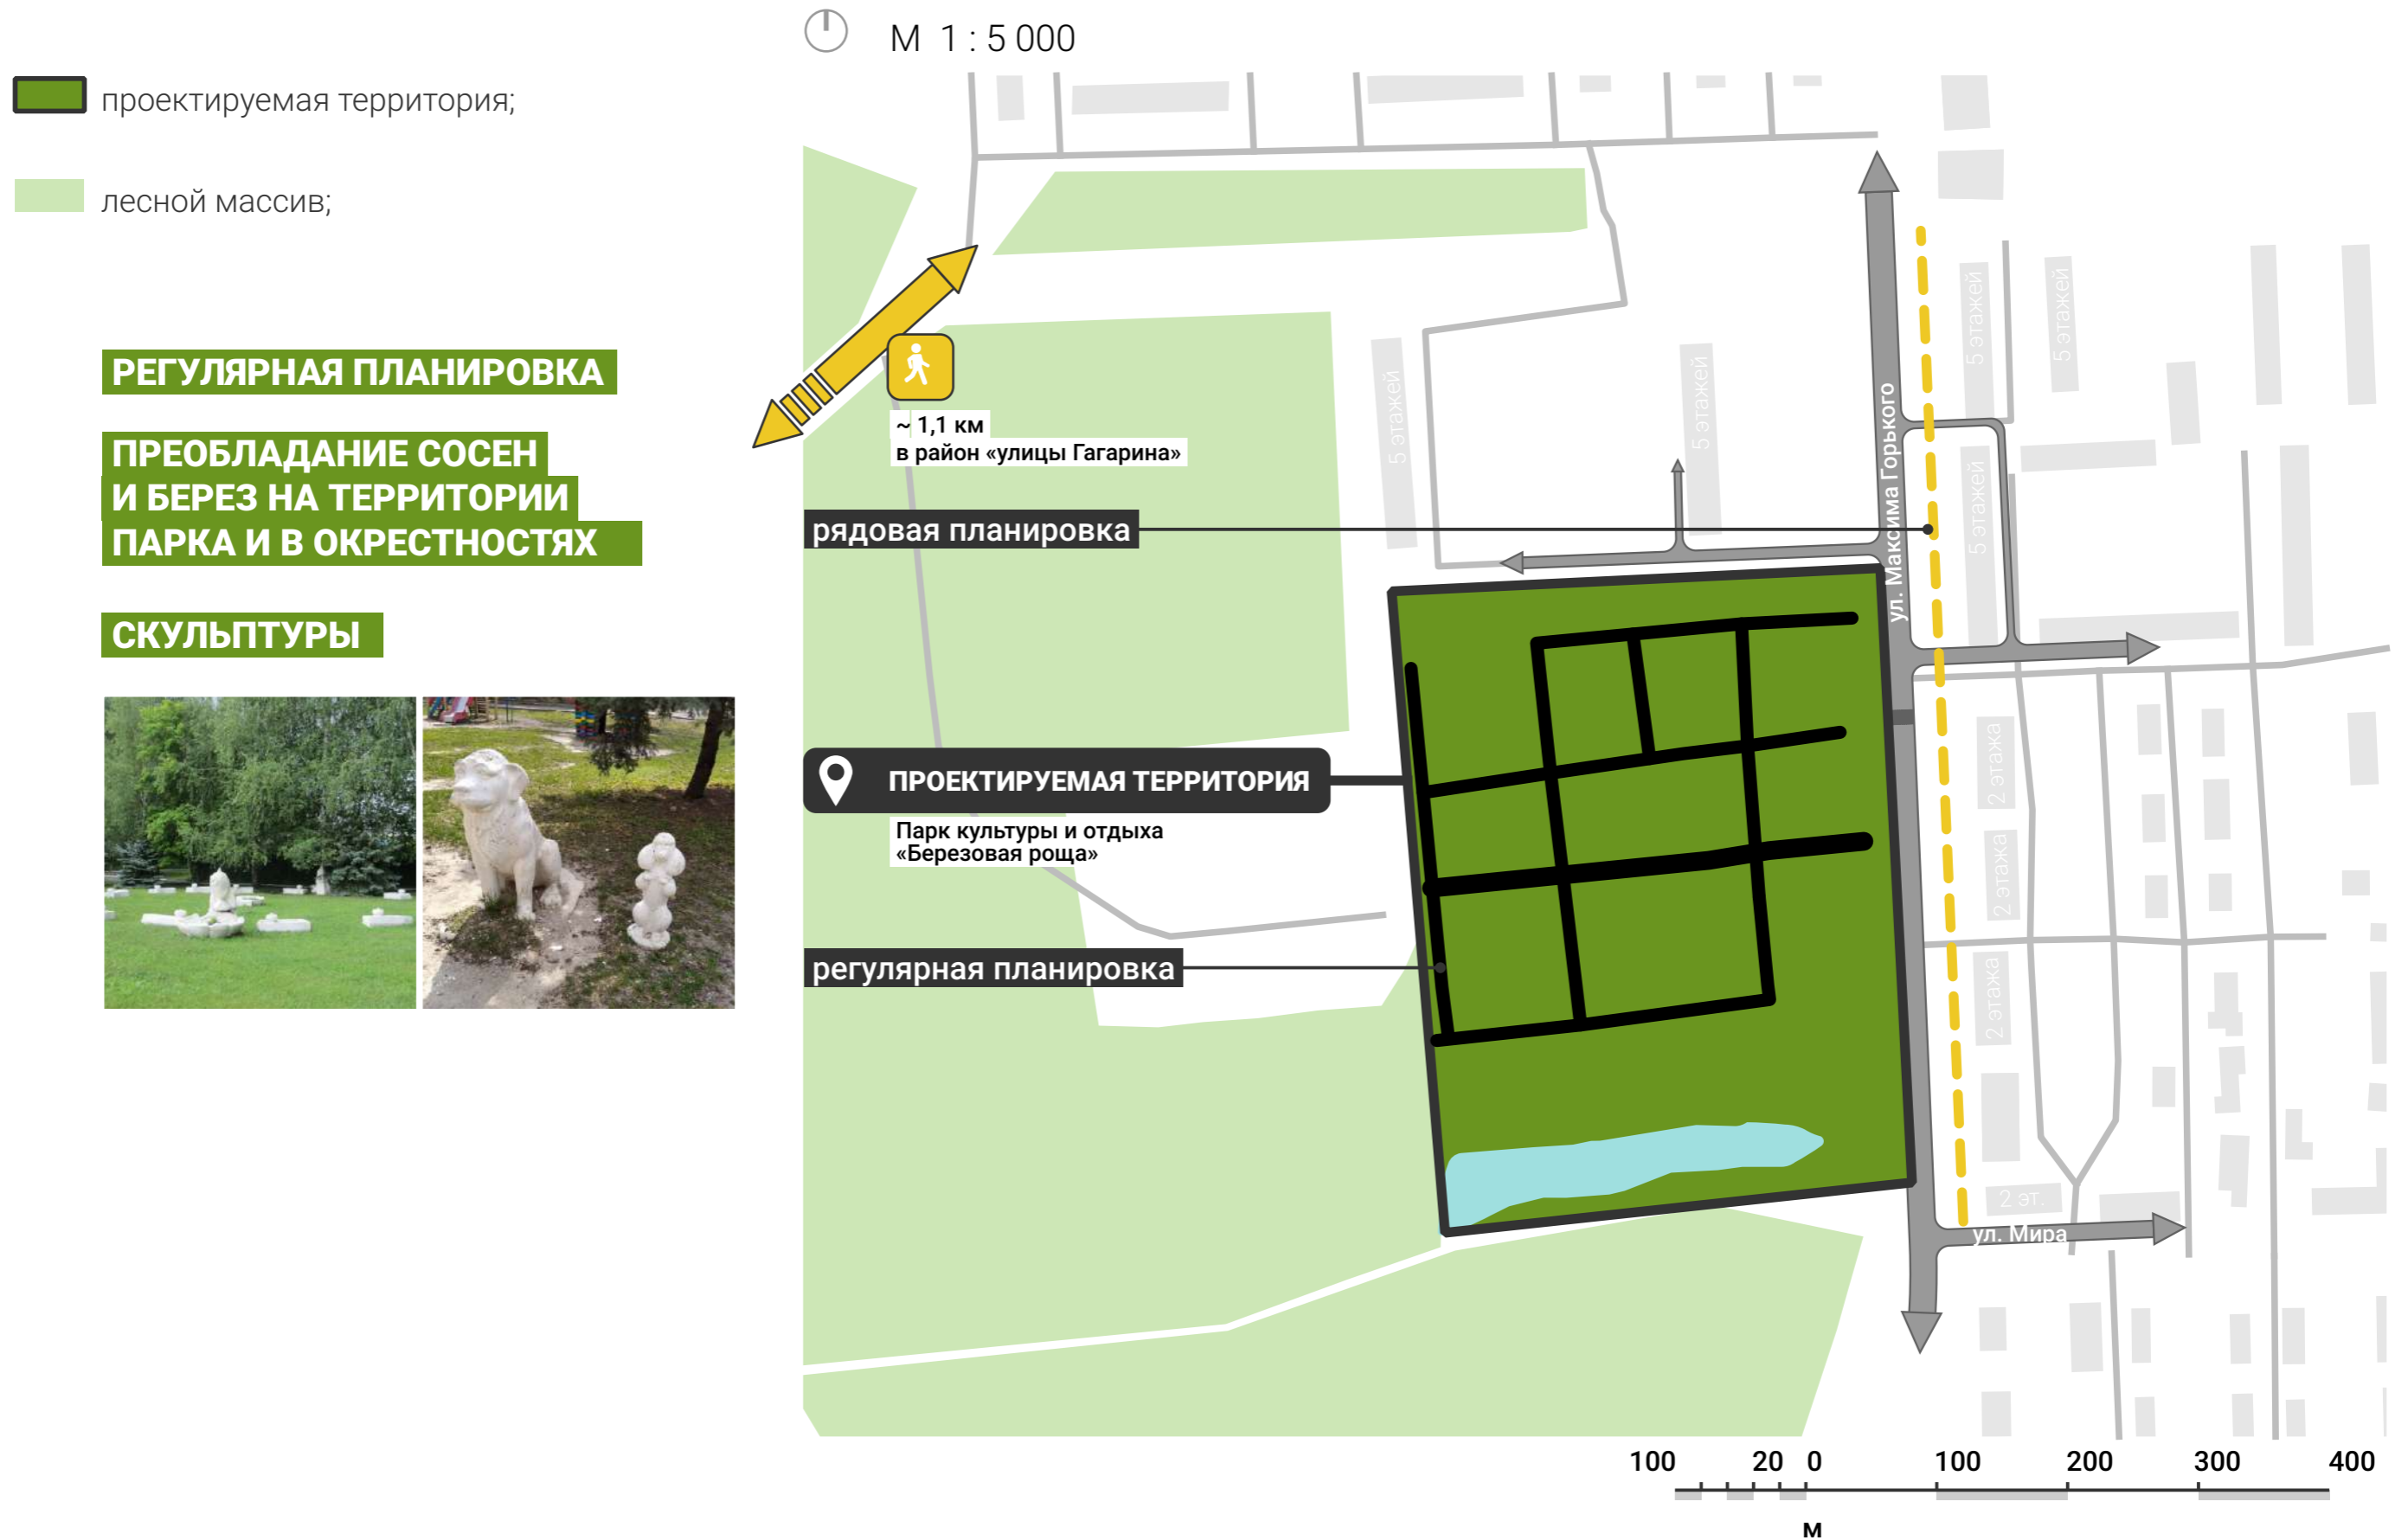 М 1 : 5 000
проектируемая территория;
лесной массив;
РЕГУЛЯРНАЯ ПЛАНИРОВКА
ПРЕОБЛАДАНИЕ СОСЕН
И БЕРЕЗ НА ТЕРРИТОРИИ
ПАРКА И В ОКРЕСТНОСТЯХ
СКУЛЬПТУРЫ
~ 1,1 км
в район «улицы Гагарина»
рядовая планировка
ПРОЕКТИРУЕМАЯ ТЕРРИТОРИЯ
Парк культуры и отдыха
«Березовая роща»
регулярная планировка
5 этажей
5 этажей
ул. Максима Горького
5 этажей
5 этажей
5 этажей
2 этажа
2 этажа
2 этажа
2 эт.
ул. Мира
100 20 0 100 200 300 400
м